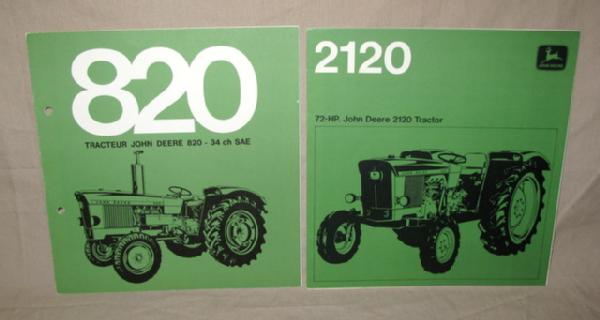 820
TRACTEUR JOHN DEERE 820 - 34 ch SAE
JOHN DEERE
2120
JOHN DEERE
72-HP John Deere 2120 Tractor